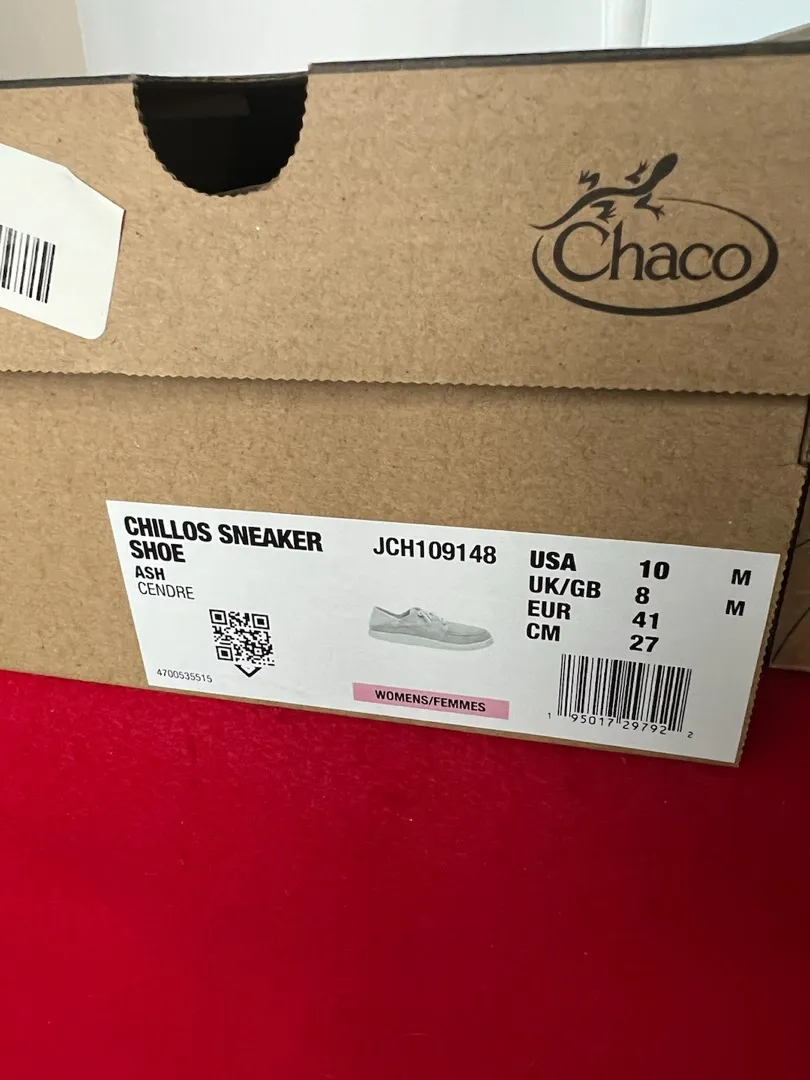 Chaco
CHILLOS SNEAKER
SHOE
ASH
CENDRE
4700535515
JCH109148
WOMENS/FEMMES
USA 10 M
UK/GB 8 M
EUR 41
CM 27
1 95017 29792 2